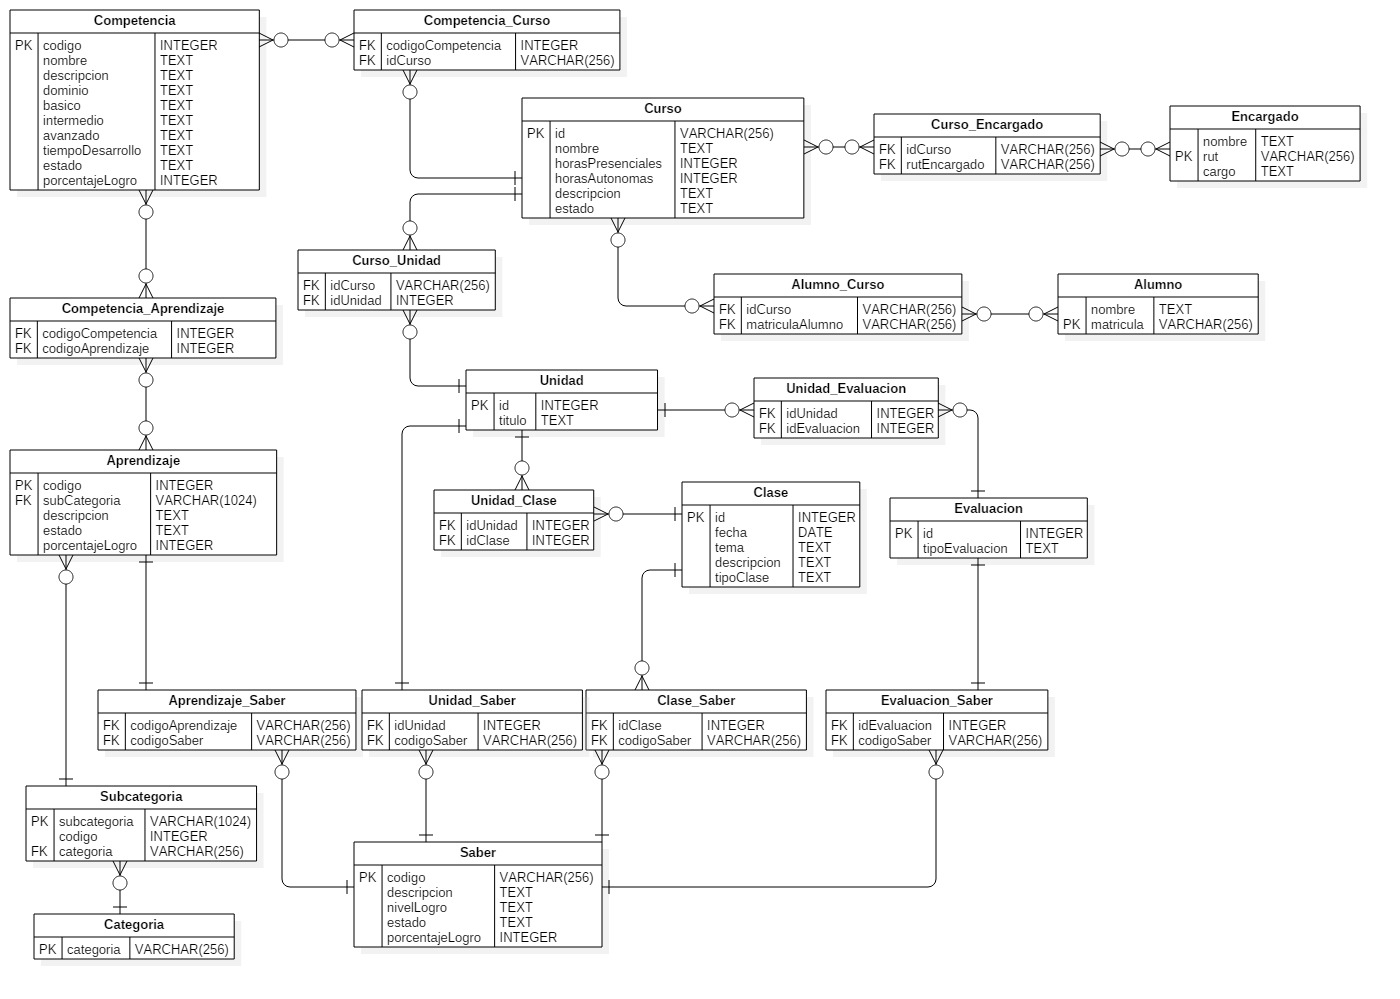 Competencia
PK codigo INTEGER
nombre TEXT
descripcion TEXT
dominio TEXT
basico TEXT
intermedio TEXT
avanzado TEXT
tiempoDesarrollo TEXT
estado TEXT
porcentajeLogro INTEGER
Competencia_Curso
FK codigoCompetencia INTEGER
FK idCurso VARCHAR(256)
Curso
PK id VARCHAR(256)
nombre TEXT
horasPresenciales INTEGER
horasAutonomas INTEGER
descripcion TEXT
estado TEXT
Curso_Encargado
FK idCurso VARCHAR(256)
FK rutEncargado VARCHAR(256)
Encargado
nombre TEXT
PK rut VARCHAR(256)
cargo TEXT
Curso_Unidad
FK idCurso VARCHAR(256)
FK idUnidad INTEGER
Alumno_Curso
FK idCurso VARCHAR(256)
FK matriculaAlumno VARCHAR(256)
Alumno
nombre TEXT
PK matricula VARCHAR(256)
Competencia_Aprendizaje
FK codigoCompetencia INTEGER
FK codigoAprendizaje INTEGER
Unidad
PK id INTEGER
titulo TEXT
Unidad_Evaluacion
FK idUnidad INTEGER
FK idEvaluacion INTEGER
Aprendizaje
PK codigo INTEGER
FK subCategoria VARCHAR(1024)
descripcion TEXT
estado TEXT
porcentajeLogro INTEGER
Unidad_Clase
FK idUnidad INTEGER
FK idClase INTEGER
Clase
PK id INTEGER
fecha DATE
tema TEXT
descripcion TEXT
tipoClase TEXT
Evaluacion
PK id INTEGER
tipoEvaluacion TEXT
Aprendizaje_Saber
FK codigoAprendizaje VARCHAR(256)
FK codigoSaber VARCHAR(256)
Unidad_Saber
FK idUnidad INTEGER
FK codigoSaber VARCHAR(256)
Clase_Saber
FK idClase INTEGER
FK codigoSaber VARCHAR(256)
Evaluacion_Saber
FK idEvaluacion INTEGER
FK codigoSaber VARCHAR(256)
Subcategoria
PK subcategoria VARCHAR(1024)
codigo INTEGER
FK categoria VARCHAR(256)
Saber
PK codigo VARCHAR(256)
descripcion TEXT
nivelLogro TEXT
estado TEXT
porcentajeLogro INTEGER
Categoria
PK categoria VARCHAR(256)